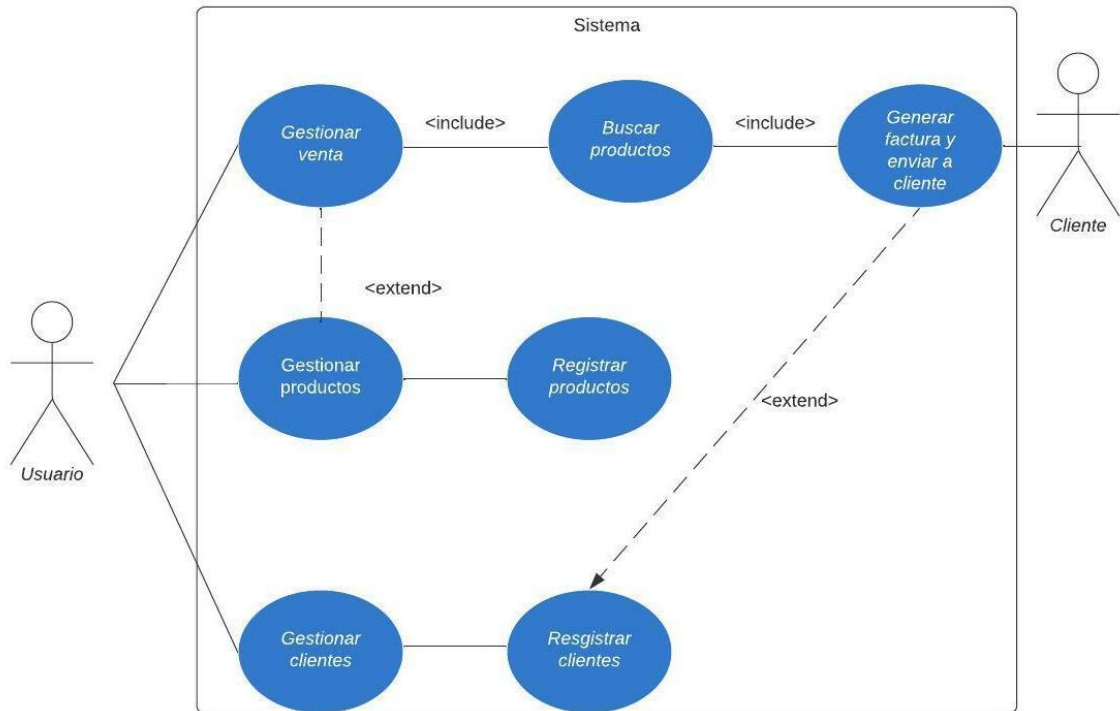 Sistema
Gestionar
venta
<include>
Buscar
productos
<include>
Generar
factura y
enviar a
cliente
Cliente
<extend>
Gestionar
productos
Registrar
productos
<extend>
Usuario
Gestionar
clientes
Resgistrar
clientes